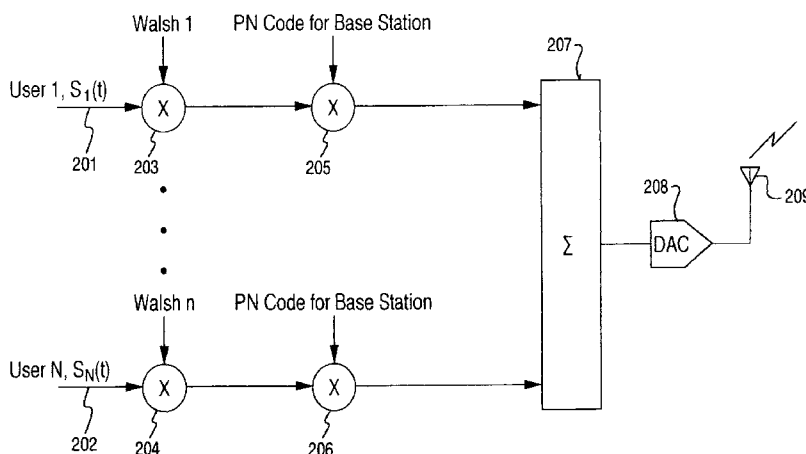 Walsh 1
PN Code for Base Station
207
User 1, S1(t)
X
X
201
203
205
208
209
DAC
Σ
Walsh n
PN Code for Base Station
User N, SN(t)
X
X
202
204
206